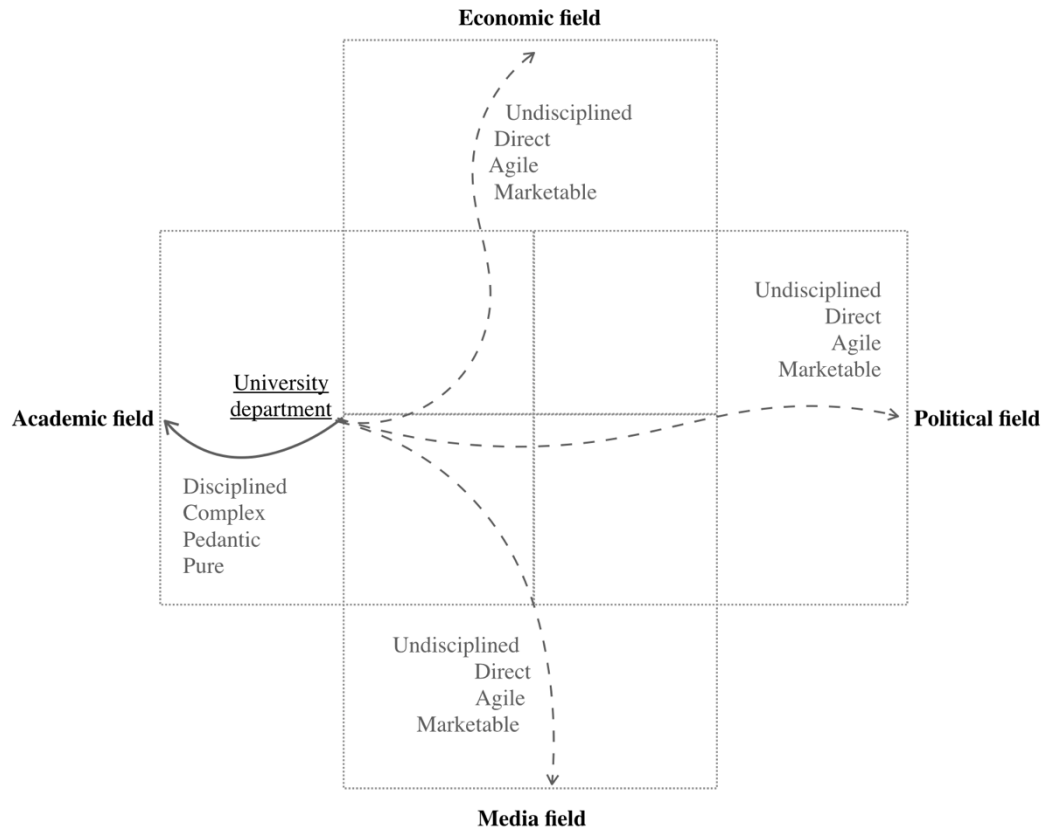 Economic field
Undisciplined
Direct
Agile
Marketable
Undisciplined
Direct
Agile
Marketable
University
department
Academic field
Political field
Disciplined
Complex
Pedantic
Pure
Undisciplined
Direct
Agile
Marketable
Media field